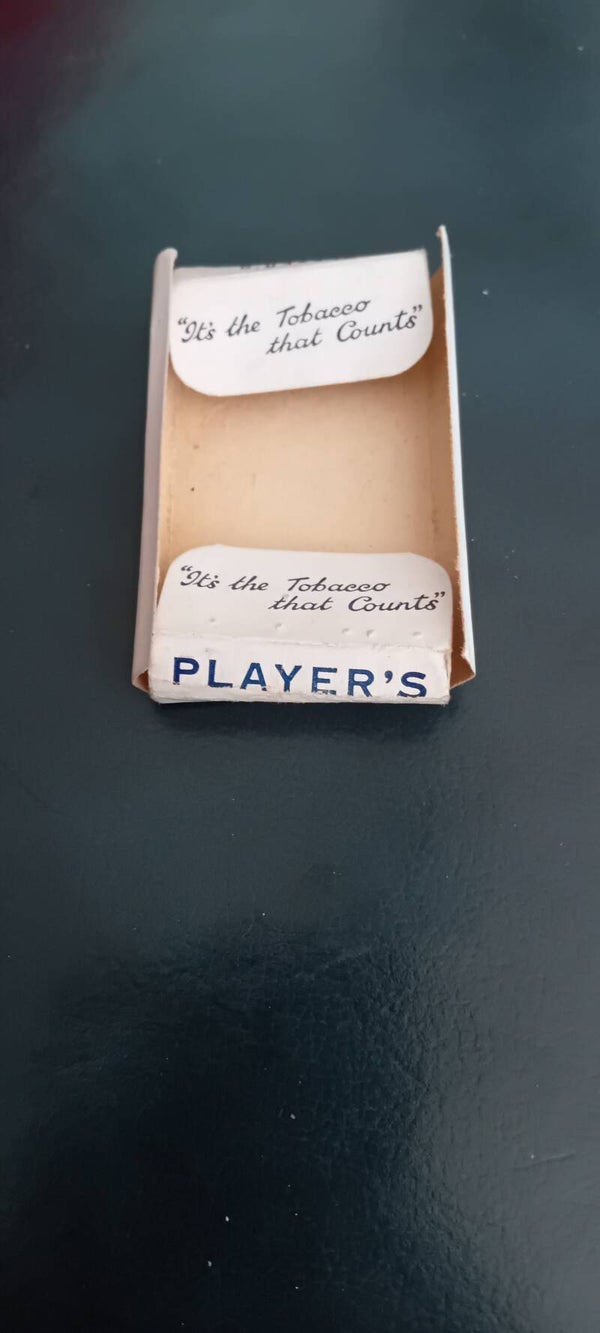 "It's the Tobacco
that Counts"
"It's the Tobacco
that Counts"
PLAYER'S